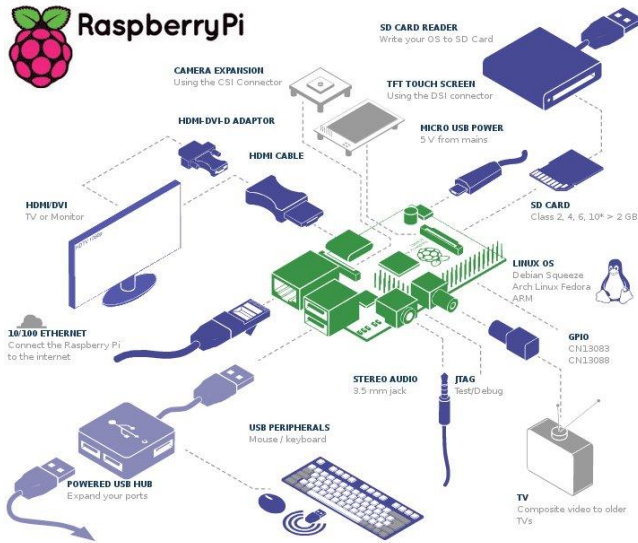 RaspberryPi
SD CARD READER
Write your OS to SD Card
CAMERA EXPANSION
Using the CSI Connector
TFT TOUCH SCREEN
Using the DSI connector
HDMI-DVI-D ADAPTOR
MICRO USB POWER
5 V from mains
HDMI CABLE
HDMI/DVI
TV or Monitor
SD CARD
Class 2, 4, 6, 10* > 2 GB
LINUX OS
Debian Squeeze
Arch Linux Fedora
ARM
10/100 ETHERNET
Connect the Raspberry Pi
to the internet
GPIO
CN13083
CN13088
STEREO AUDIO
3.5 mm jack
JTAG
Test/Debug
USB PERIPHERALS
Mouse / keyboard
POWERED USB HUB
Expand your ports
TV
Composite video to older
TVs